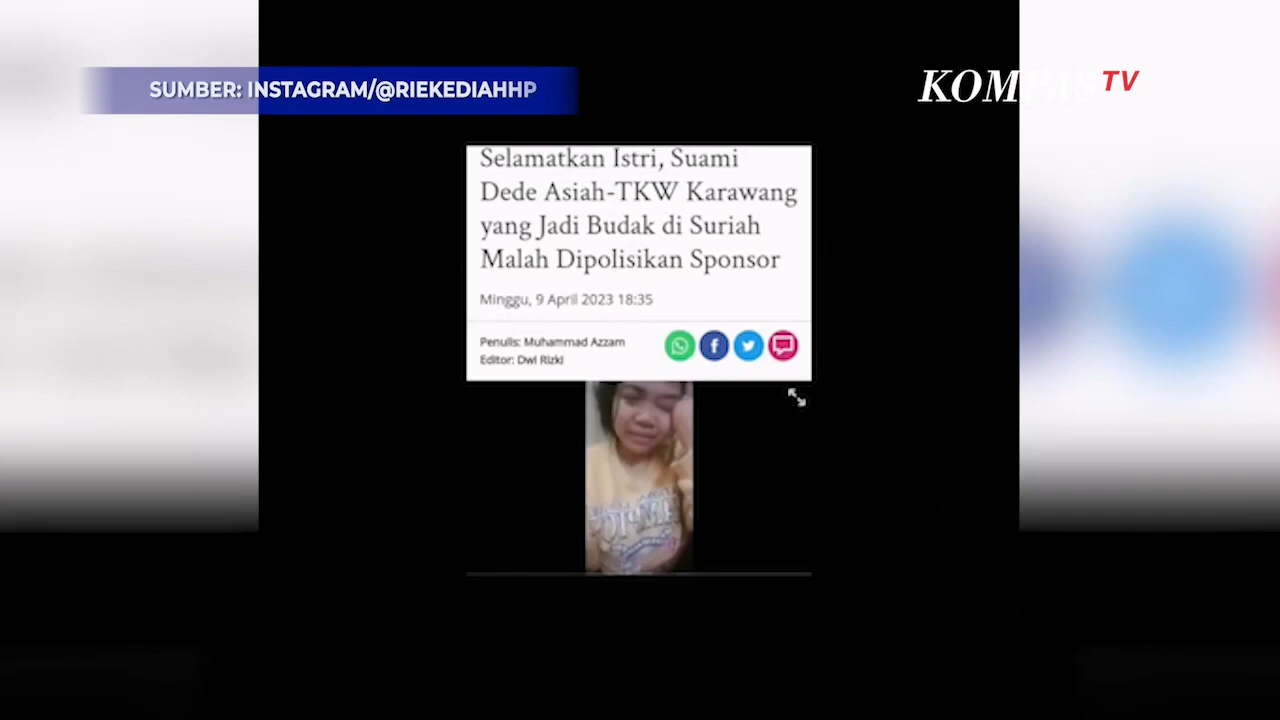 SUMBER: INSTAGRAM/@RIEKEDIAHHP
KOMPAS TV
Selamatkan Istri, Suami
Dede Asiah-TKW Karawang
yang Jadi Budak di Suriah
Malah Dipolisikan Sponsor
Minggu, 9 April 2023 18:35
Penulis: Muhammad Azzam
Editor: Dwi Rizki